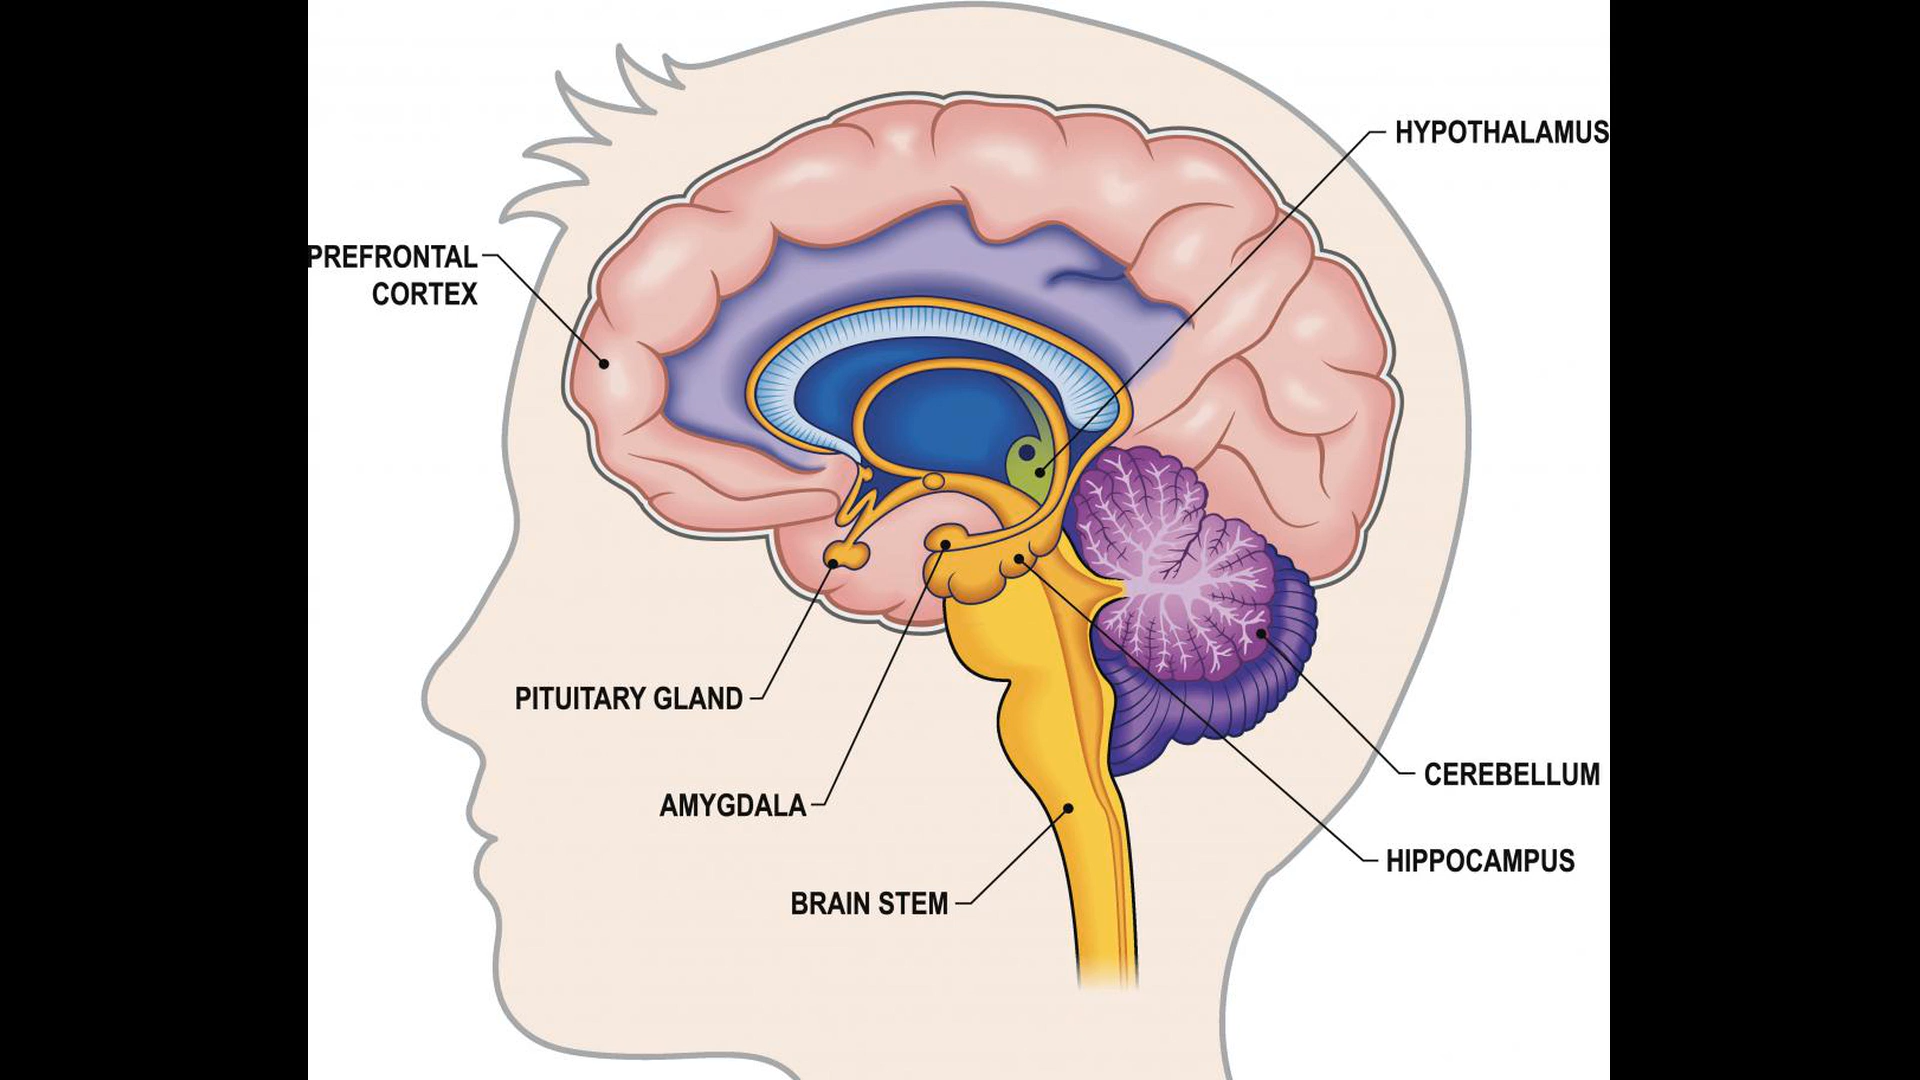 HYPOTHALAMUS
PREFRONTAL
CORTEX
PITUITARY GLAND
AMYGDALA
BRAIN STEM
CEREBELLUM
HIPPOCAMPUS